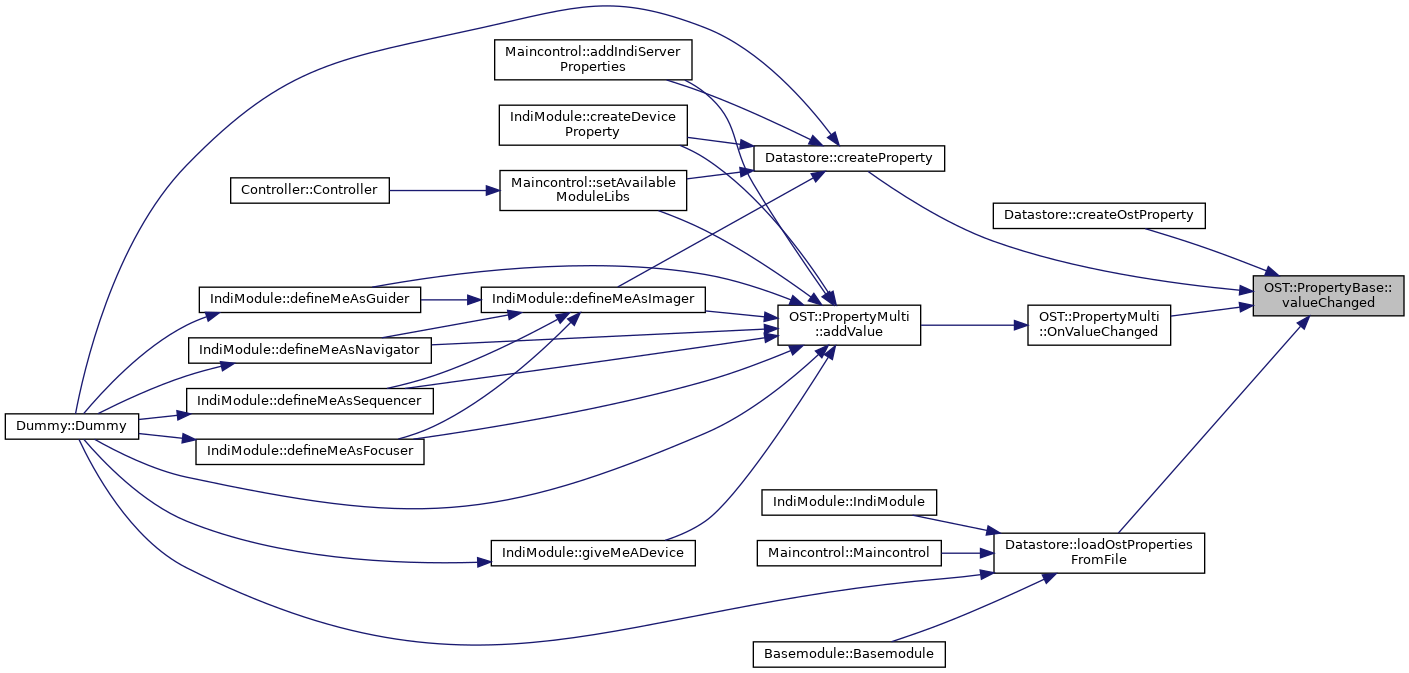 Maincontrol::addIndiServer
Properties
IndiModule::createDevice
Property
Datastore::createProperty
Controller::Controller
Maincontrol::setAvailable
ModuleLibs
Datastore::createOstProperty
OST::PropertyBase::
valueChanged
IndiModule::defineMeAsGuider
IndiModule::defineMeAsImager
OST::PropertyMulti
::addValue
OST::PropertyMulti
::OnValueChanged
IndiModule::defineMeAsNavigator
IndiModule::defineMeAsSequencer
Dummy::Dummy
IndiModule::defineMeAsFocuser
IndiModule::IndiModule
IndiModule::giveMeADevice
Maincontrol::Maincontrol
Datastore::loadOstProperties
FromFile
Basemodule::Basemodule